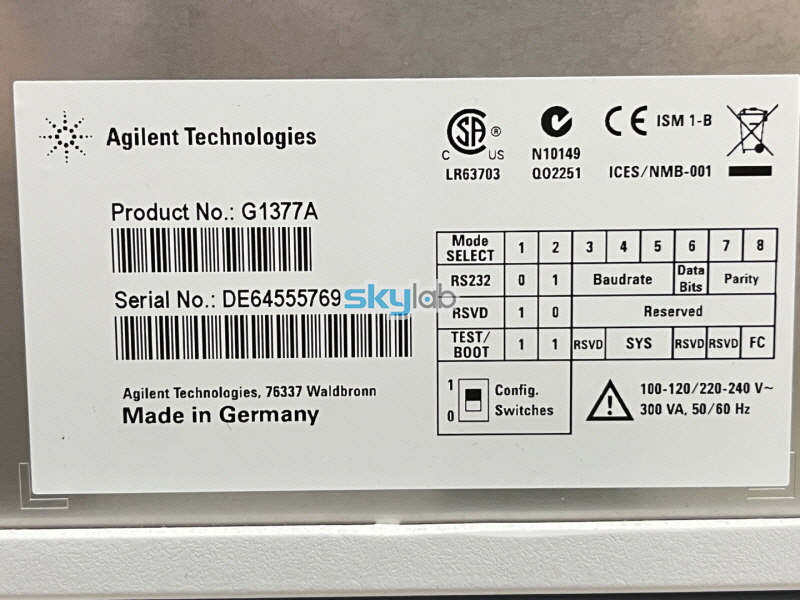 Agilent Technologies
SA ®
C US
LR63703
N10149
Q02251
CE ISM 1-B
ICES/NMB-001
Product No.: G1377A
Serial No.: DE64555769
skylab
Agilent Technologies, 76337 Waldbronn
Made in Germany
Mode SELECT 1 2 3 4 5 6 7 8
RS232 0 1 Baudrate Data Bits Parity
RSVD 1 0 Reserved
TEST/BOOT 1 1 RSVD SYS RSVD RSVD FC
1
0
Config.
Switches
100-120/220-240 V~
300 VA, 50/60 Hz